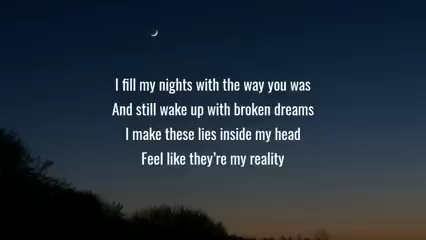 I fill my nights with the way you was
And still wake up with broken dreams
I make these lies inside my head
Feel like they're my reality